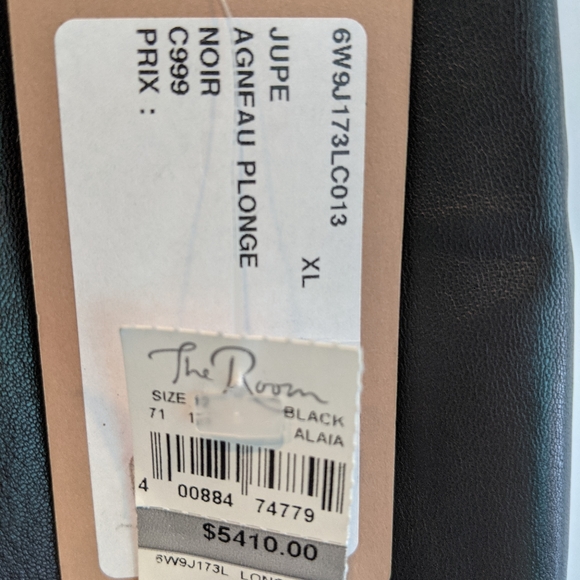 6W9J173LC013
XL
JUPE
AGNEAU PLONGE
NOIR
C999
PRIX :
The Room
SIZE BLACK
71 ALAIA
4 00884 74779
$5410.00
6W9J173L